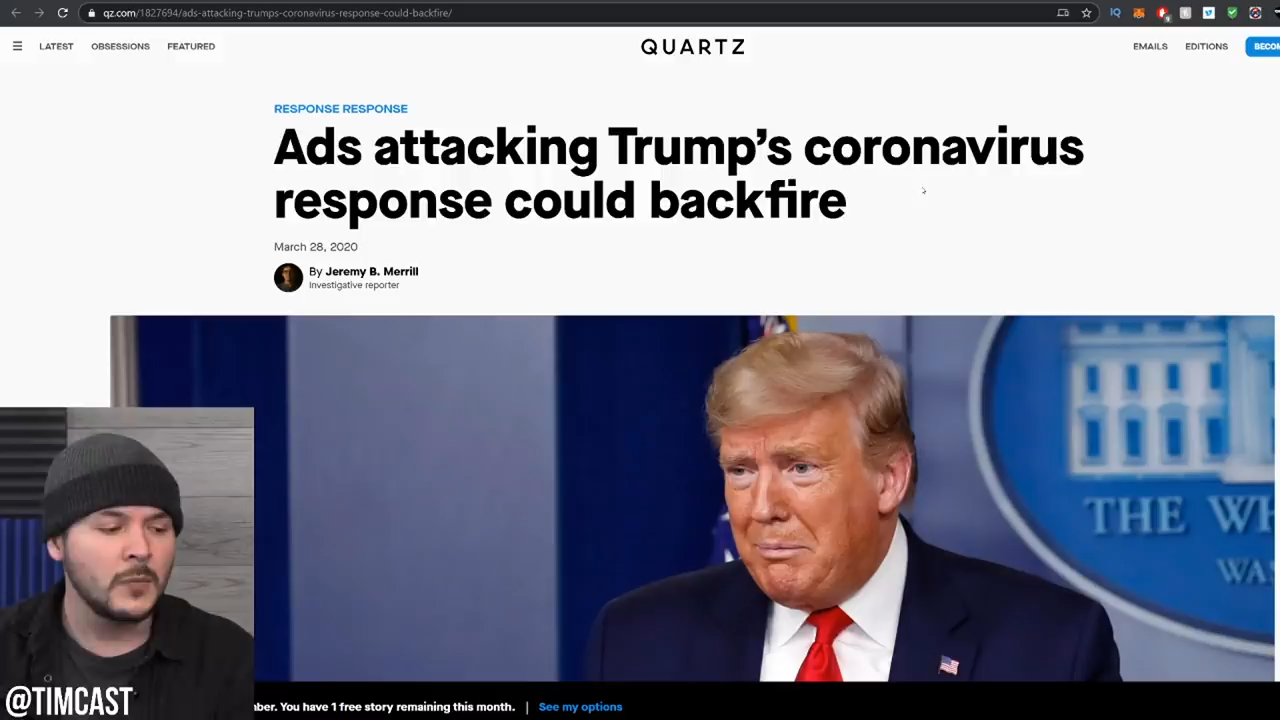 qz.com/1827694/ads-attacking-trumps-coronavirus-response-could-backfire/
LATEST OBSESSIONS FEATURED
QUARTZ
EMAILS EDITIONS BECOM
RESPONSE RESPONSE
Ads attacking Trump’s coronavirus
response could backfire
March 28, 2020
By Jeremy B. Merrill
Investigative reporter
THE WH
WAS
@TIMCAST
ber. You have 1 free story remaining this month. | See my options